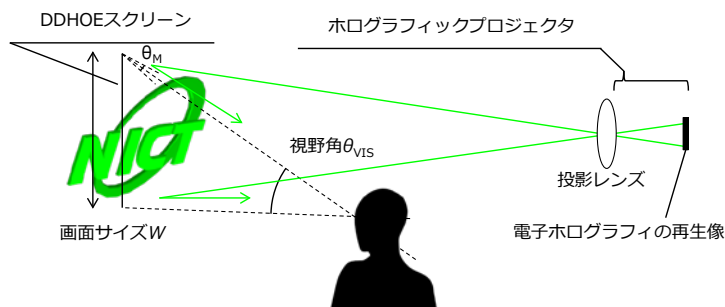 DDHOEスクリーン
ホログラフィックプロジェクタ
θM
NICT
視野角θVIS
投影レンズ
画面サイズW
電子ホログラフィの再生像